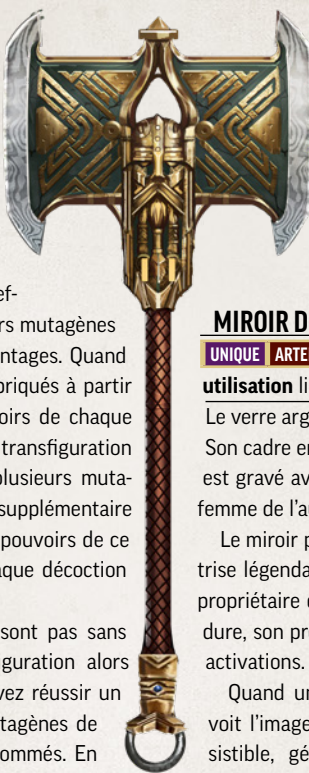 ef-
rs mutagènes
ntages. Quand
briqués à partir
oirs de chaque
transfiguration
plusieurs muta-
supplémentaire
pouvoirs de ce
aque décoction
sont pas sans
iguration alors
vez réussir un
tagènes de
ommés. En
MIROIR D
UNIQUE ARTE
utilisation li
Le verre arg
Son cadre en
est gravé av
femme de l'au
Le miroir p
trise légenda
propriétaire d
dure, son pr
activations.
Quand un
voit l'image
sistible, gé